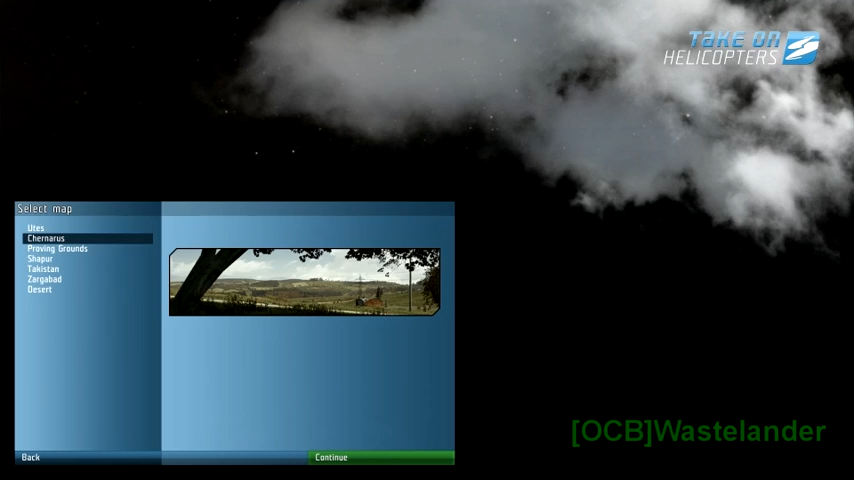 TAKE ON
HELICOPTERS
Select map
Utes
Chernarus
Proving Grounds
Shapur
Takistan
Zargabad
Desert
[OCB]Wastelander
Back
Continue